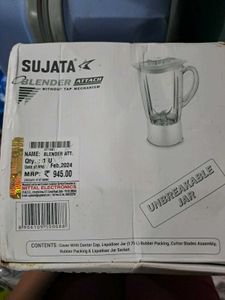 SUJATA
BLENDER ATTACH
WITHOUT TAP MECHANISM
NAME: BLENDER ATT.
Qty.: 1 U
Feb,2024
MRP: ₹ 945.00
MITTAL ELECTRONICS
8906109550088
UNBREAKABLE
JAR
CONTENTS: Cover With Center Cap, Liquidiser Jar (1.75 L) Rubber Packing, Cutter Blades Assembly,
Rubber Packing & Liquidiser Jar Socket.